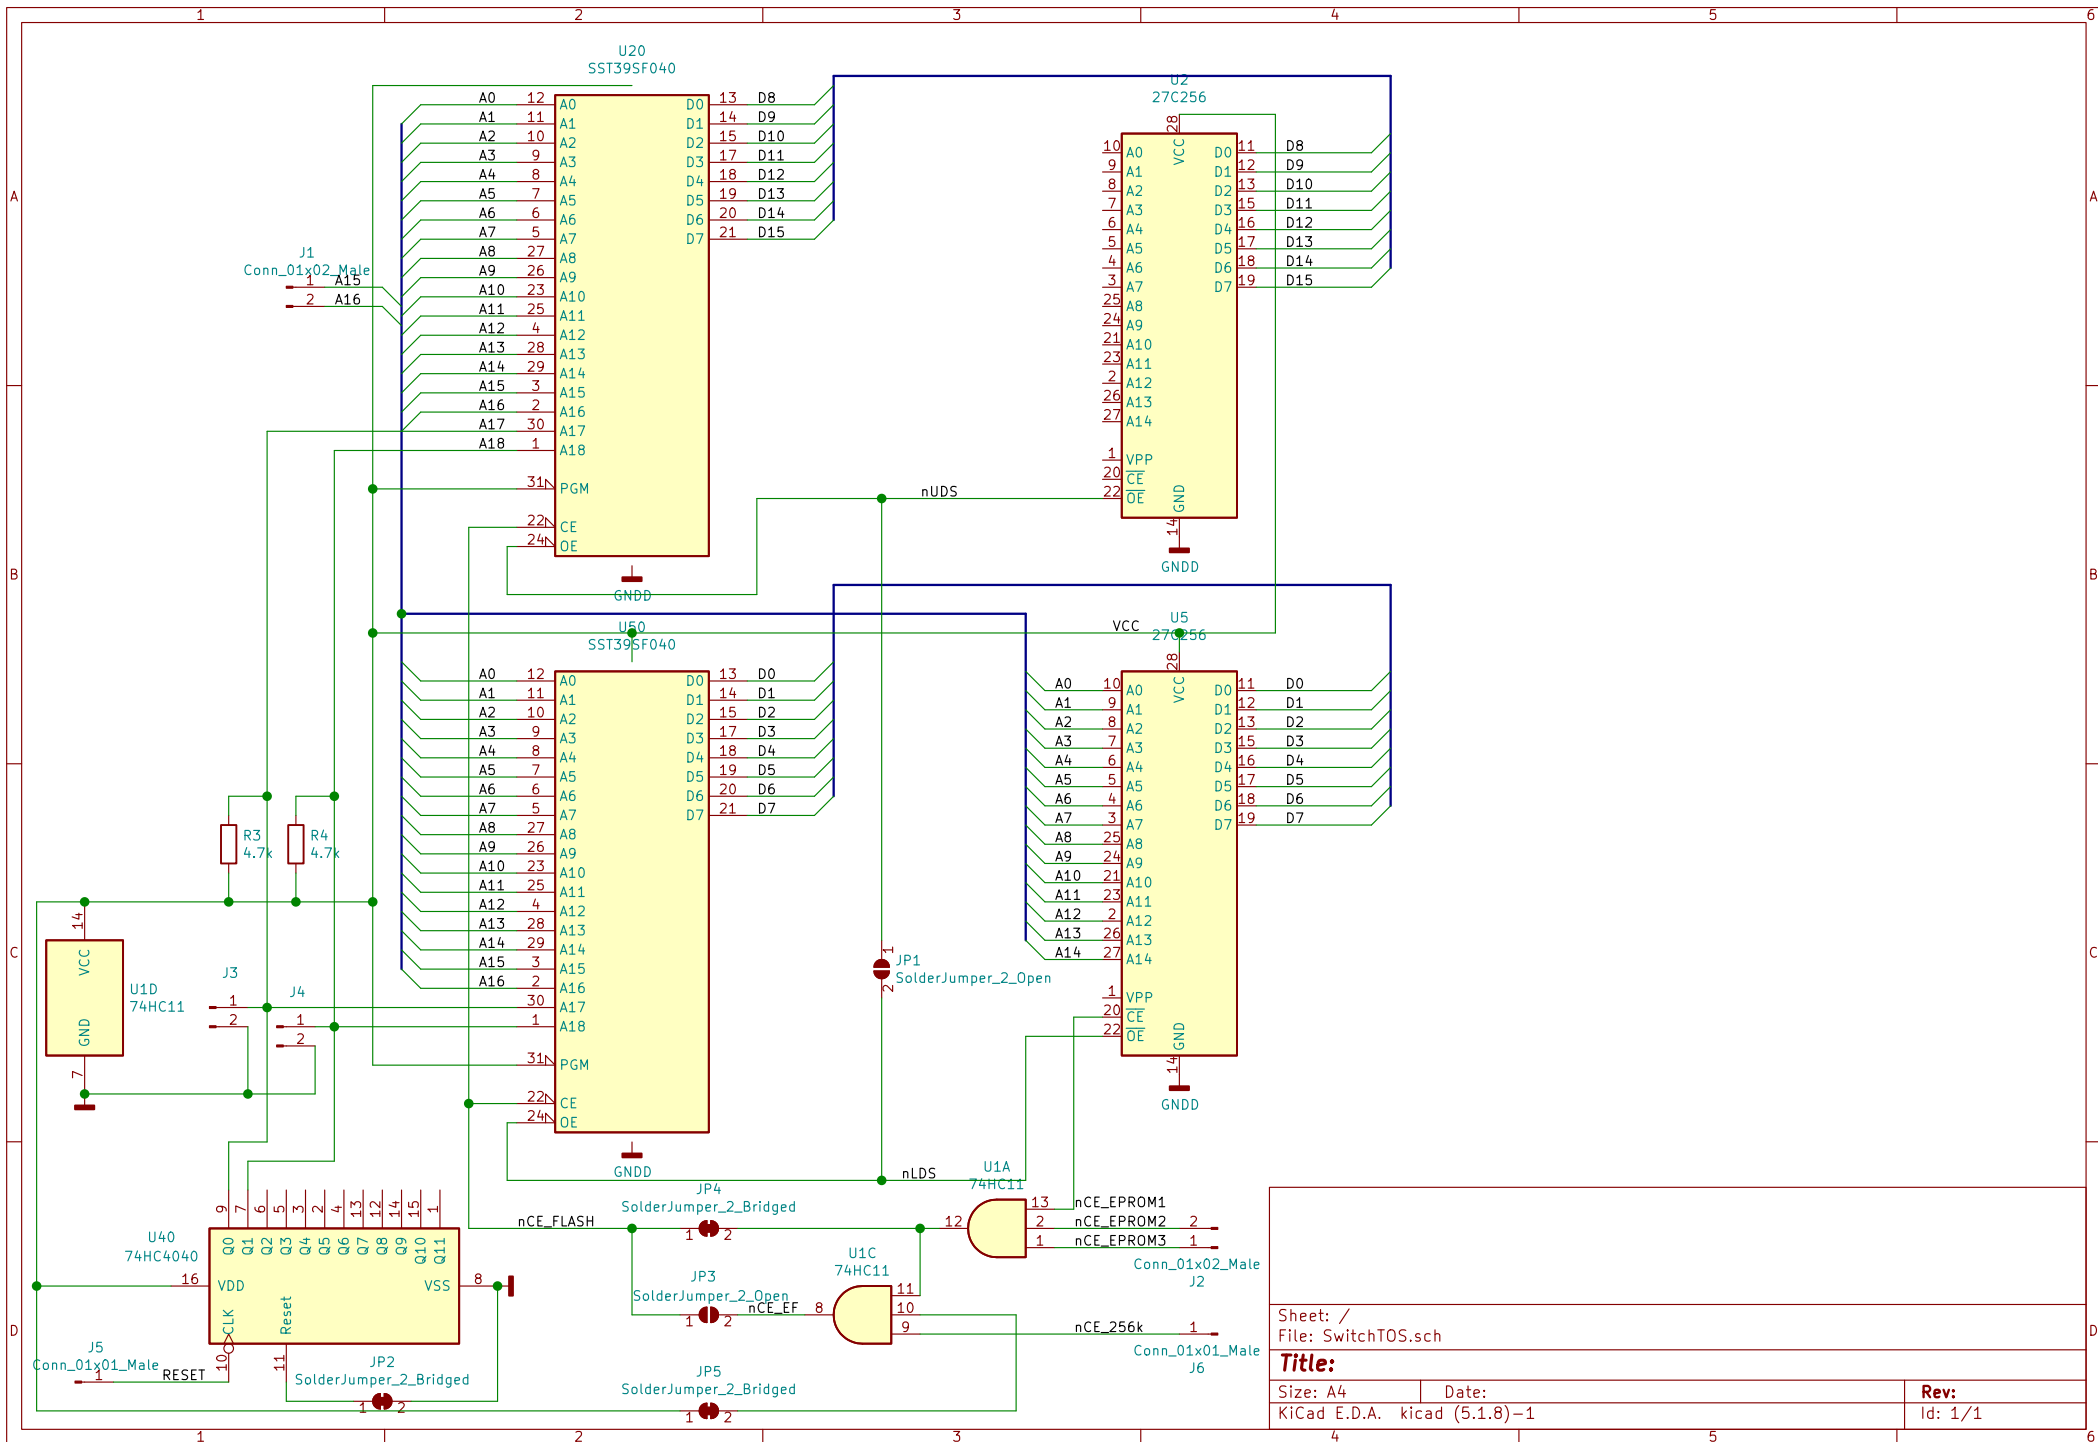 1 2 3 4 5 6
A B C D
U20
SST39SF040
A0 12 A0 D0 13 D8
A1 11 A1 D1 14 D9
A2 10 A2 D2 15 D10
A3 9 A3 D3 17 D11
A4 8 A4 D4 18 D12
A5 7 A5 D5 19 D13
A6 6 A6 D6 20 D14
A7 5 A7 D7 21 D15
A8 27 A8
A9 26 A9
A10 23 A10
A11 25 A11
A12 4 A12
A13 28 A13
A14 29 A14
A15 3 A15
A16 2 A16
A17 30 A17
A18 1 A18
31 PGM
22 CE
24 OE
GNDD
J1
Conn_01x02_Male
1 A15
2 A16
U2
27C256
28
VCC
10 A0 D0 11 D8
9 A1 D1 12 D9
8 A2 D2 13 D10
7 A3 D3 15 D11
6 A4 D4 16 D12
5 A5 D5 17 D13
4 A6 D6 18 D14
3 A7 D7 19 D15
25 A8
24 A9
21 A10
23 A11
2 A12
26 A13
27 A14
1 VPP
20 CE
nUDS 22 OE
GND
14
GNDD
VCC
U50
SST39SF040
A0 12 A0 D0 13 D0
A1 11 A1 D1 14 D1
A2 10 A2 D2 15 D2
A3 9 A3 D3 17 D3
A4 8 A4 D4 18 D4
A5 7 A5 D5 19 D5
A6 6 A6 D6 20 D6
A7 5 A7 D7 21 D7
A8 27 A8
A9 26 A9
A10 23 A10
A11 25 A11
A12 4 A12
A13 28 A13
A14 29 A14
A15 3 A15
A16 2 A16
30 A17
1 A18
31 PGM
22 CE
24 OE
GNDD
U5
27C256
28
VCC
A0 10 A0 D0 11 D0
A1 9 A1 D1 12 D1
A2 8 A2 D2 13 D2
A3 7 A3 D3 15 D3
A4 6 A4 D4 16 D4
A5 5 A5 D5 17 D5
A6 4 A6 D6 18 D6
A7 3 A7 D7 19 D7
A8 25 A8
A9 24 A9
A10 21 A10
A11 23 A11
A12 2 A12
A13 26 A13
A14 27 A14
1 VPP
20 CE
22 OE
GND
14
GNDD
R3
4.7k
R4
4.7k
14
VCC
U1D
74HC11
GND
7
J3
1
2
J4
1
2
JP1
SolderJumper_2_Open
1
2
nLDS
U1A
74HC11
13 nCE_EPROM1
12 2 nCE_EPROM2 2
1 nCE_EPROM3 1
Conn_01x02_Male
J2
JP4
SolderJumper_2_Bridged
nCE_FLASH 1 2
U1C
74HC11
11
8 10
9 nCE_256k 1
Conn_01x01_Male
J6
JP3
SolderJumper_2_Open
1 2 nCE_EF
JP5
SolderJumper_2_Bridged
1 2
9 7 6 5 3 2 4 13 12 14 15 1
Q0 Q1 Q2 Q3 Q4 Q5 Q6 Q7 Q8 Q9 Q10 Q11
U40
74HC4040
16 VDD VSS 8
CLK Reset
10 11
J5
Conn_01x01_Male
1 RESET
JP2
SolderJumper_2_Bridged
1 2
Sheet: /
File: SwitchTOS.sch
Title:
Size: A4 Date: Rev:
KiCad E.D.A. kicad (5.1.8)-1 Id: 1/1
A B C D
1 2 3 4 5 6